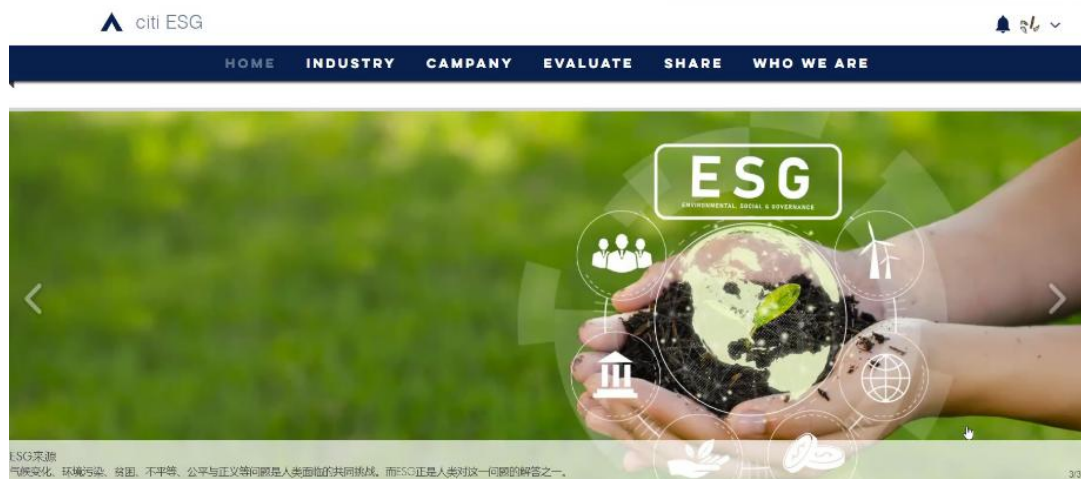 citi ESG
HOME INDUSTRY CAMPANY EVALUATE SHARE WHO WE ARE
ESG
ENVIRONMENTAL, SOCIAL & GOVERNANCE
ESG来源
气候变化、环境污染、贫困、不平等、公平与正义等问题是人类面临的共同挑战。而ESG正是人类对这一问题的解答之一。
3/3